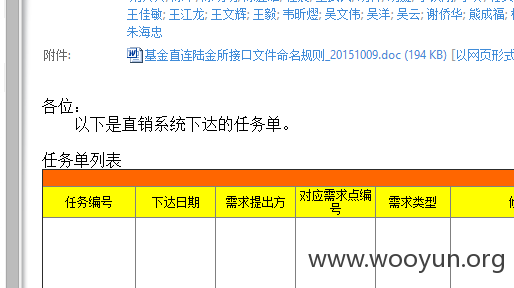 王佳敏; 王江龙; 王文辉; 王毅; 韦昕熤; 吴文伟; 吴洋; 吴云; 谢侨华; 熊成福;
朱海忠
附件: 基金直连陆金所接口文件命名规则_20151009.doc (194 KB) [以网页形式
各位:
以下是直销系统下达的任务单。
任务单列表
任务编号 下达日期 需求提出方 对应需求点编号 需求类型
www.wooyun.org